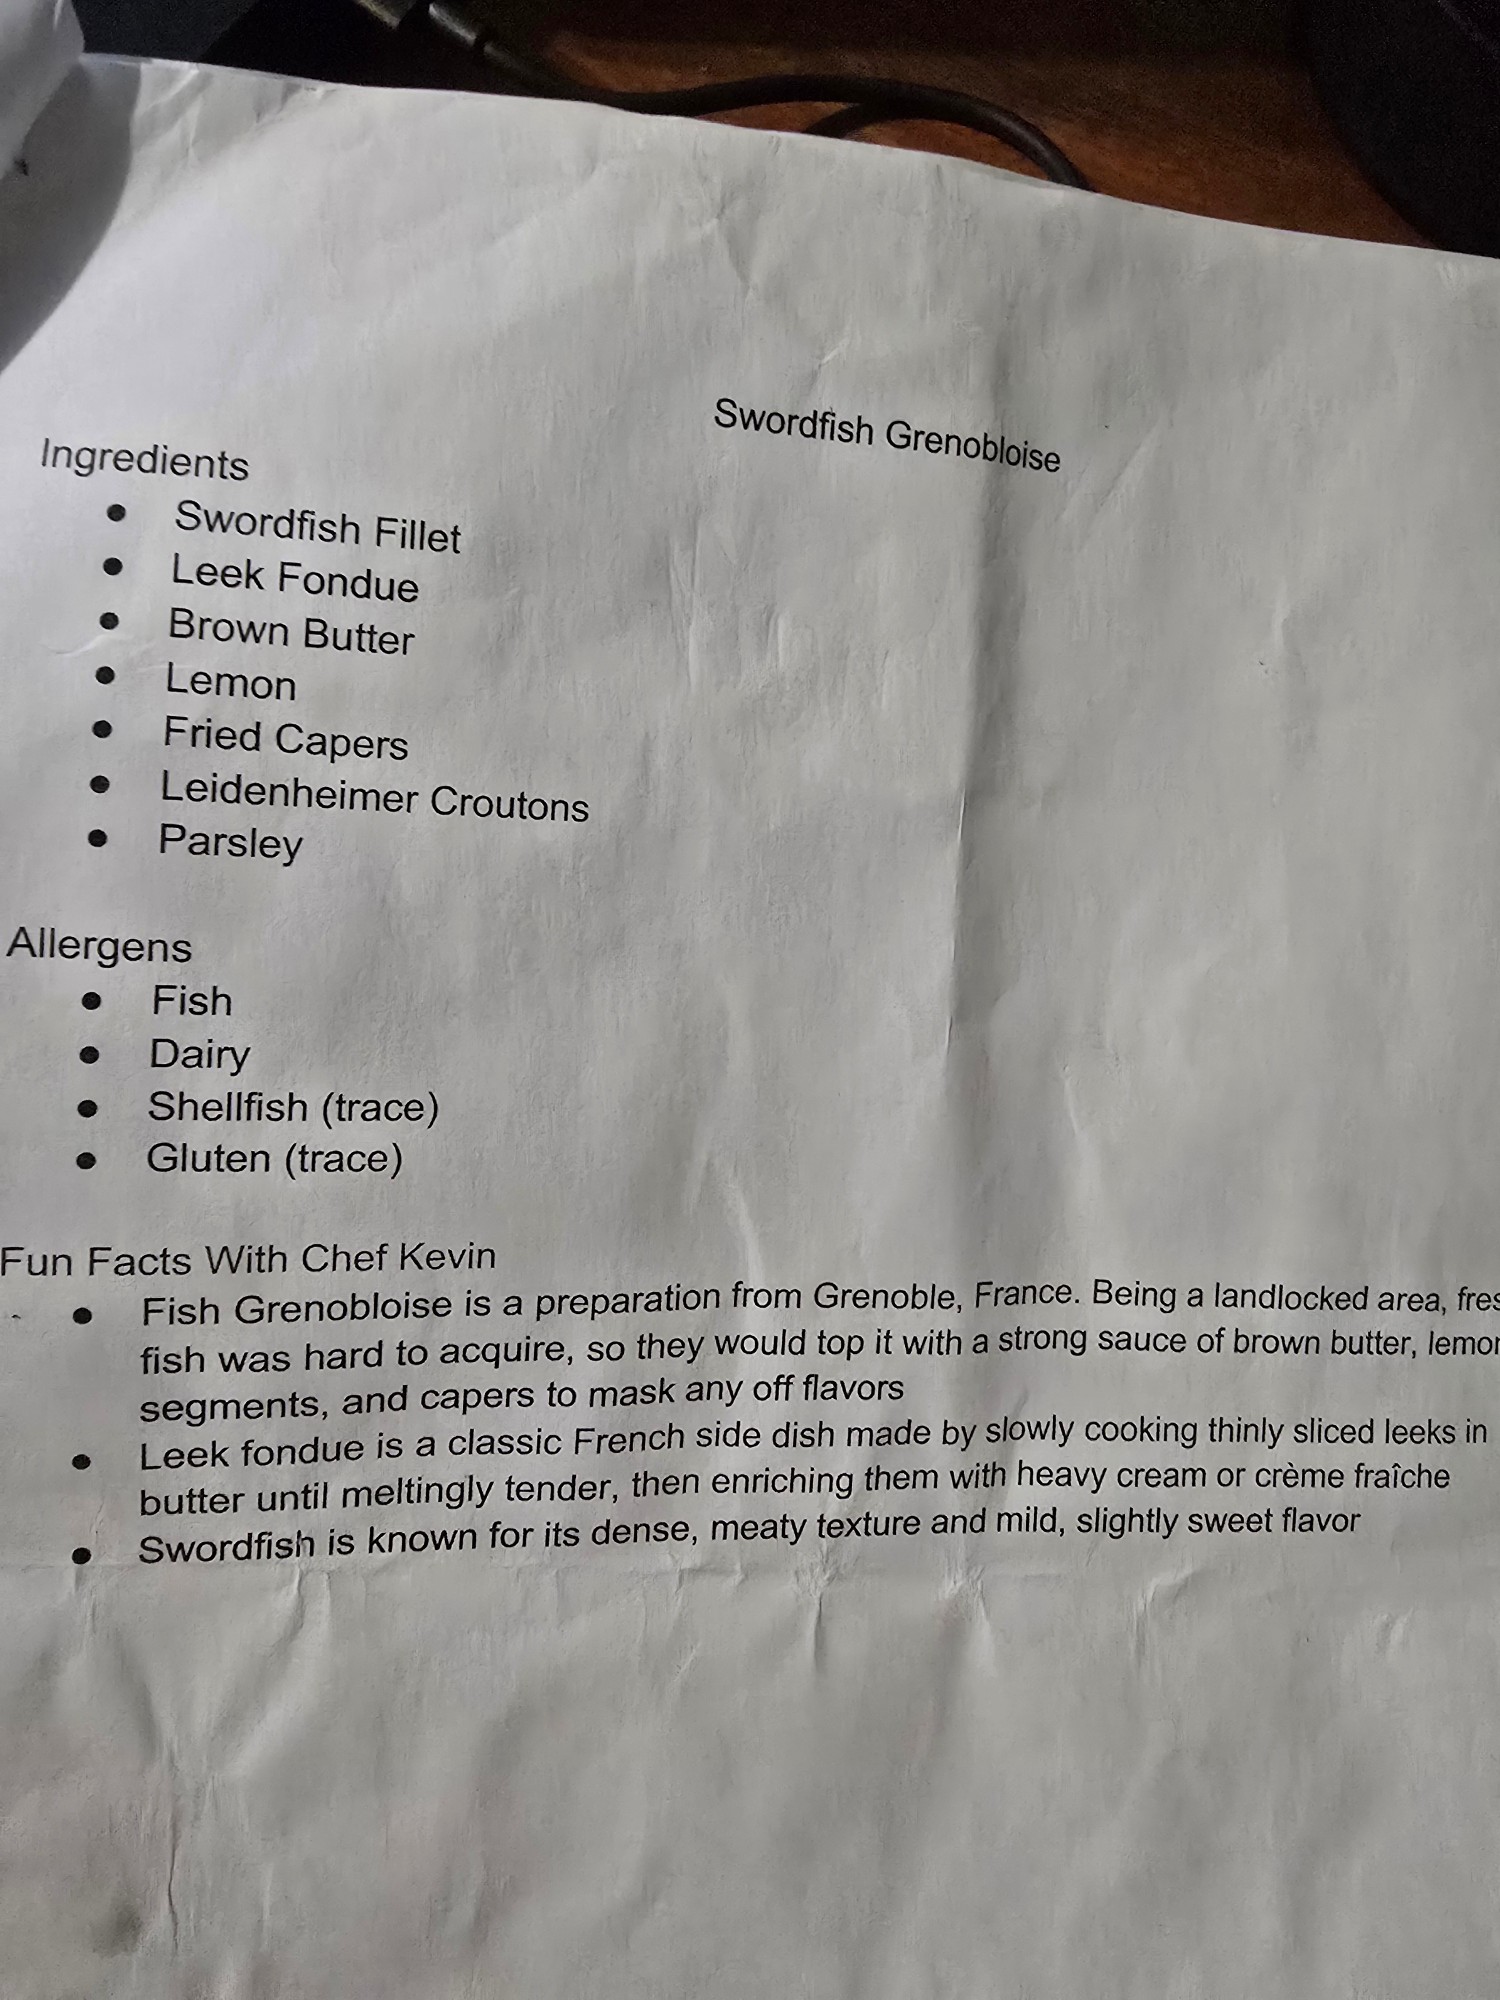 Swordfish Grenobloise
Ingredients
● Swordfish Fillet
● Leek Fondue
● Brown Butter
● Lemon
● Fried Capers
● Leidenheimer Croutons
● Parsley
Allergens
● Fish
● Dairy
● Shellfish (trace)
● Gluten (trace)
Fun Facts With Chef Kevin
● Fish Grenobloise is a preparation from Grenoble, France. Being a landlocked area,
fish was hard to acquire, so they would top it with a strong sauce of brown butter,
segments, and capers to mask any off flavors
● Leek fondue is a classic French side dish made by slowly cooking thinly sliced leeks in
butter until meltingly tender, then enriching them with heavy cream or crème fraîche
● Swordfish is known for its dense, meaty texture and mild, slightly sweet flavor